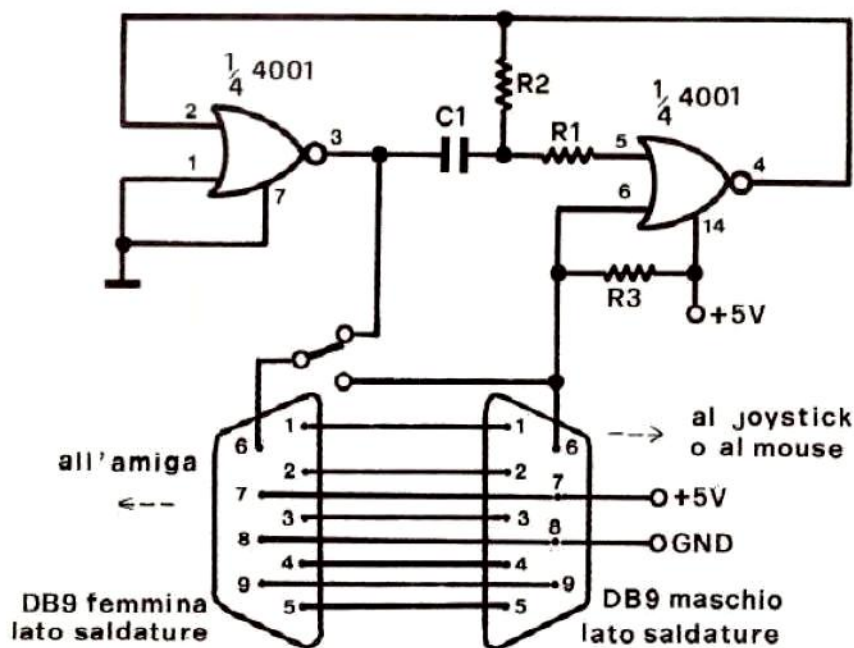 1/4 4001
1/4 4001
R2
C1
R1
2
3
5
4
1
6
7
14
R3
+5V
1
1
al joystick
6
6
o al mouse
all'amiga
2
2
7
7
+5V
3
3
8
8
GND
4
4
9
9
DB9 femmina
5
5
DB9 maschio
lato saldature
lato saldature